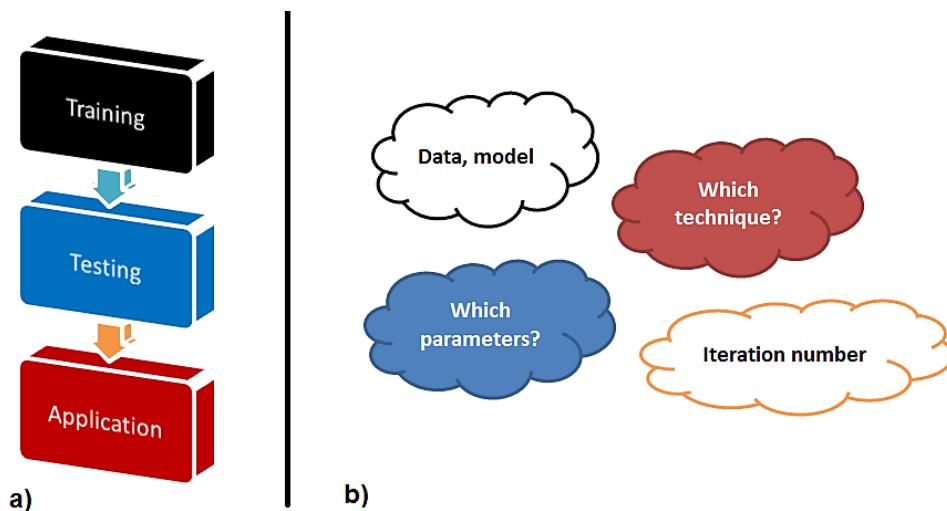 Training
Testing
Application
a)
Data, model
Which
technique?
Which
parameters?
Iteration number
b)